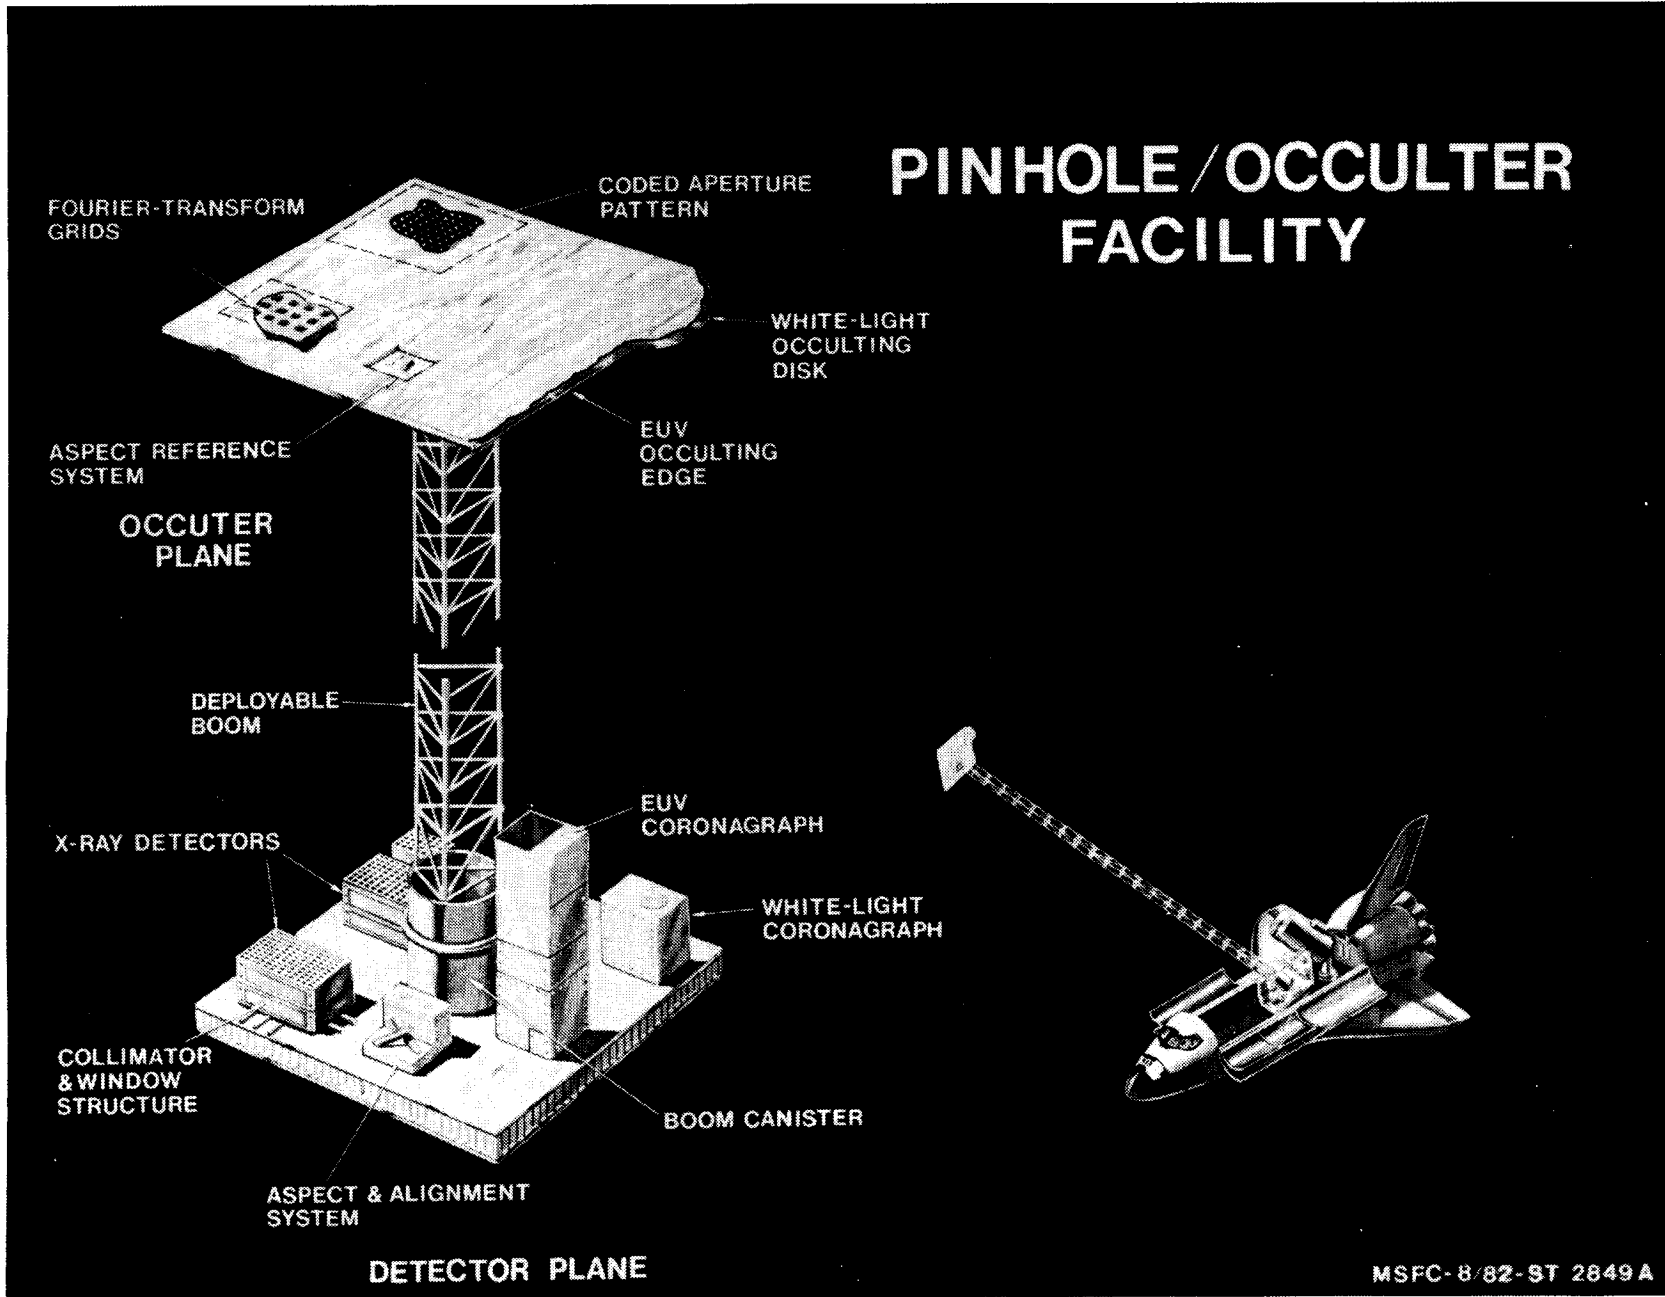 PINHOLE/OCCULTER
FACILITY
FOURIER-TRANSFORM
GRIDS
CODED APERTURE
PATTERN
WHITE-LIGHT
OCCULTING
DISK
EUV
OCCULTING
EDGE
ASPECT REFERENCE
SYSTEM
OCCUTER
PLANE
DEPLOYABLE
BOOM
EUV
CORONAGRAPH
X-RAY DETECTORS
WHITE-LIGHT
CORONAGRAPH
COLLIMATOR
& WINDOW
STRUCTURE
BOOM CANISTER
ASPECT & ALIGNMENT
SYSTEM
DETECTOR PLANE
MSFC-8/82-ST 2849A